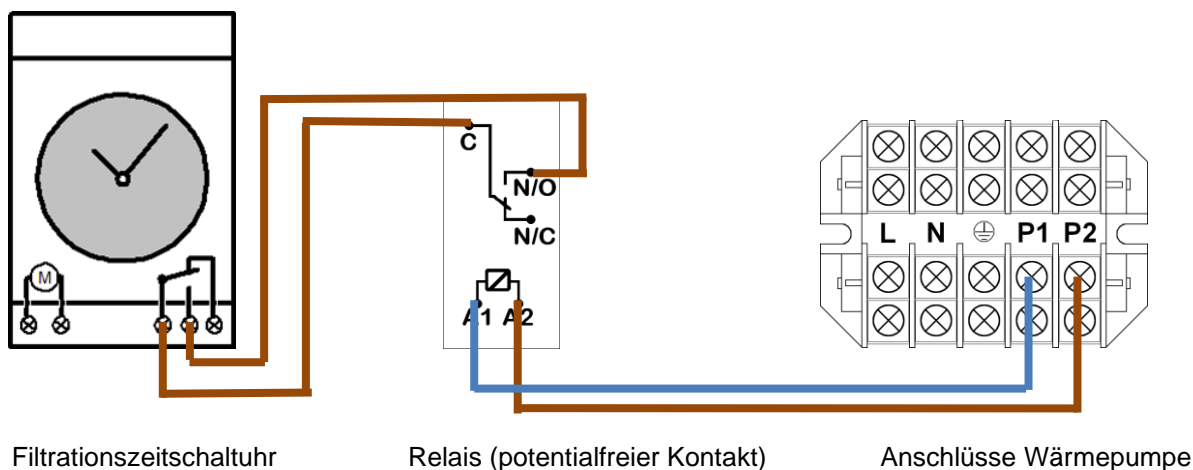 C
N/O
N/C
M
A1 A2
L N P1 P2
Filtrationszeitschaltuhr
Relais (potentialfreier Kontakt)
Anschlüsse Wärmepumpe